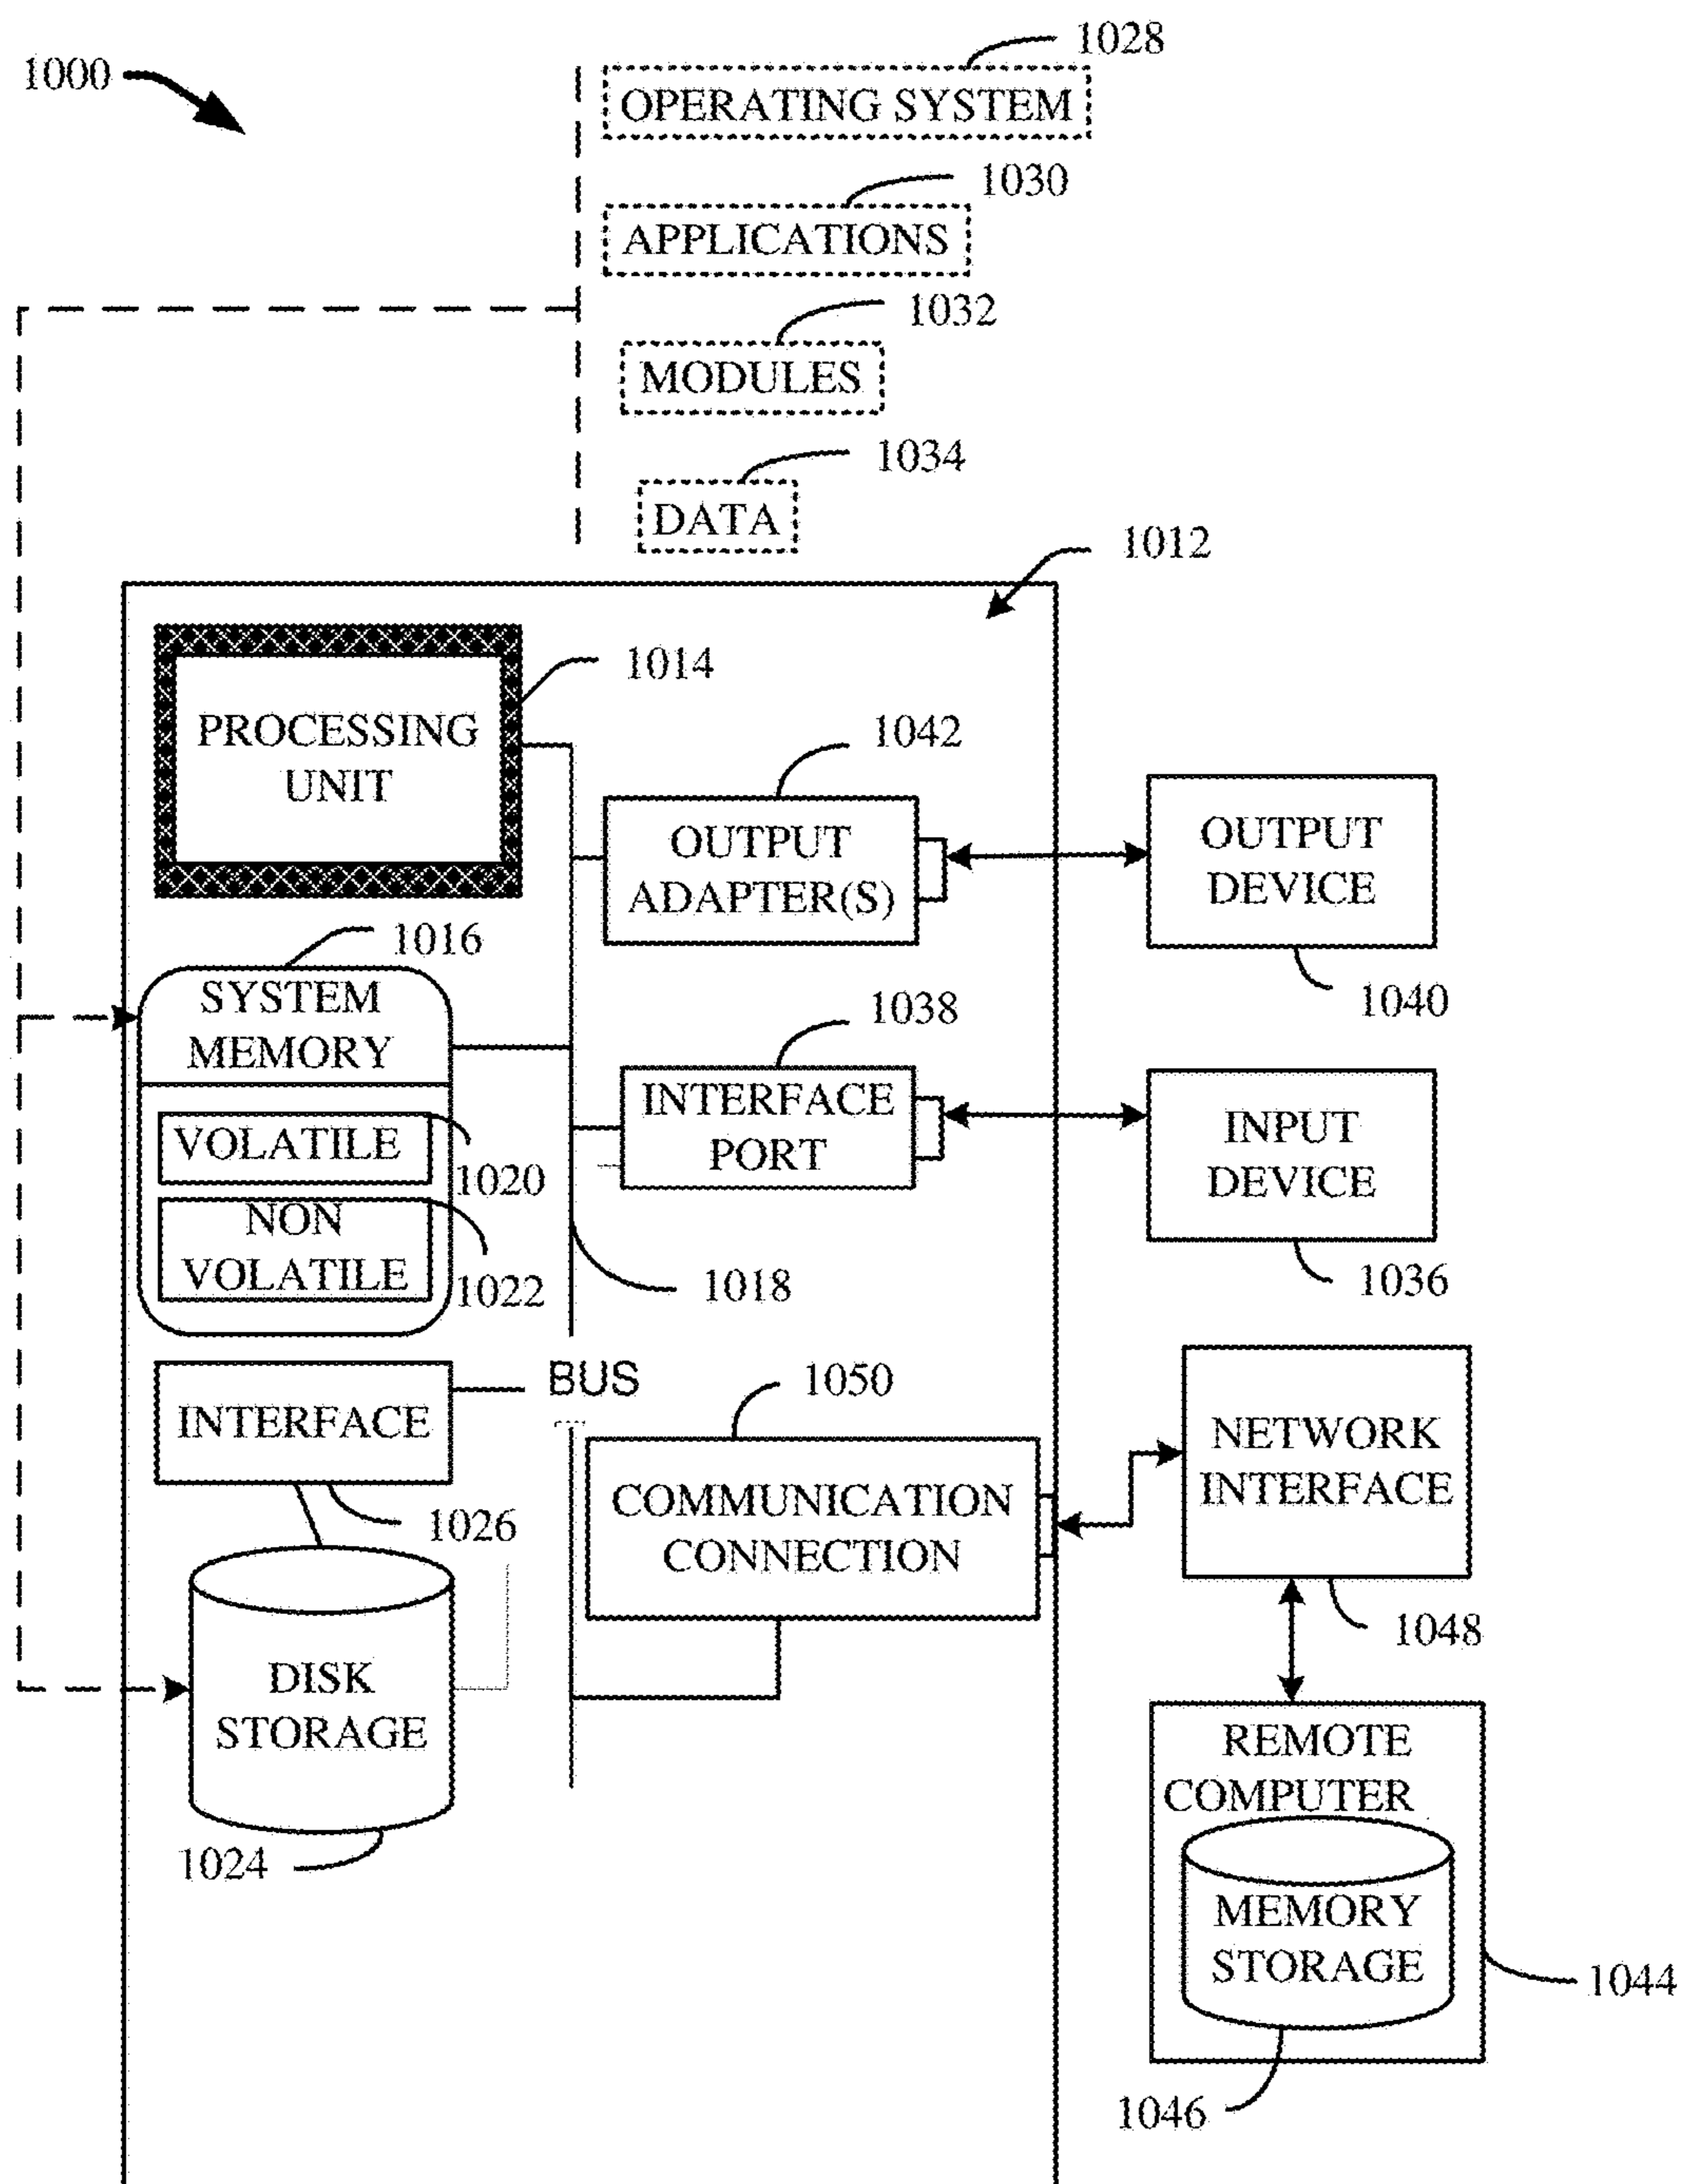 1028
1000
OPERATING SYSTEM
1030
APPLICATIONS
1032
MODULES
1034
DATA
1012
1014
PROCESSING
UNIT
1042
OUTPUT
ADAPTER(S)
OUTPUT
DEVICE
1040
1016
SYSTEM
MEMORY
1038
INTERFACE
PORT
INPUT
DEVICE
1036
VOLATILE
1020
NON
VOLATILE
1022
1018
BUS
INTERFACE
1026
1050
COMMUNICATION
CONNECTION
NETWORK
INTERFACE
1048
DISK
STORAGE
1024
REMOTE
COMPUTER
MEMORY
STORAGE
1044
1046